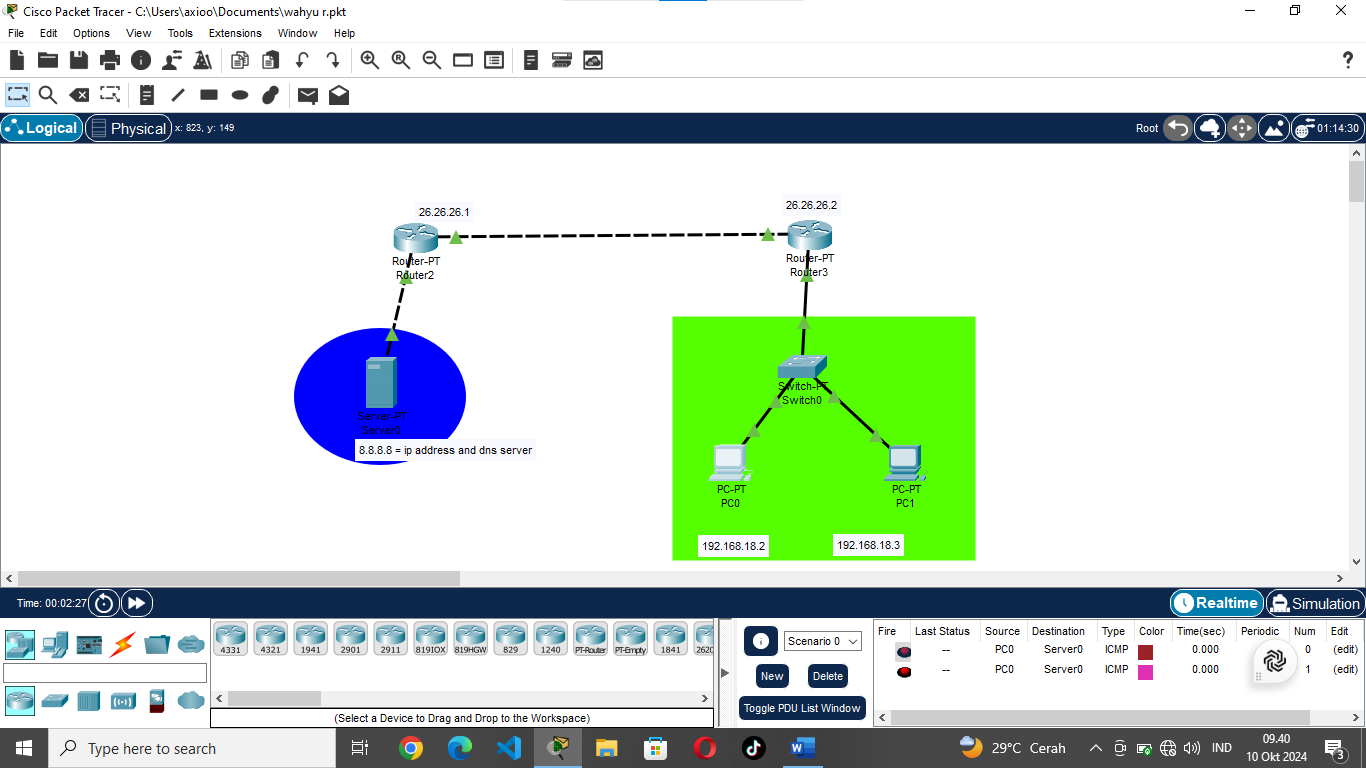 Cisco Packet Tracer - C:\Users\axioo\Documents\wahyu r.pkt
File Edit Options View Tools Extensions Window Help
?
Logical Physical x: 823, y: 149 Root 01:14:30
26.26.26.1
26.26.26.2
Router-PT
Router2
Router-PT
Router3
Server-PT
Server0
8.8.8.8 = ip address and dns server
Switch-PT
Switch0
PC-PT
PC0
PC-PT
PC1
192.168.18.2
192.168.18.3
Time: 00:02:27 Realtime Simulation
4331 4321 1941 2901 2911 819IOX 819HGW 829 1240 PT-Router PT-Empty 1841 2620
(Select a Device to Drag and Drop to the Workspace)
Scenario 0
New Delete
Toggle PDU List Window
Fire Last Status Source Destination Type Color Time(sec) Periodic Num Edit
-- PC0 Server0 ICMP 0.000 0 (edit)
-- PC0 Server0 ICMP 0.000 1 (edit)
Type here to search
29°C Cerah IND
09.40
10 Okt 2024
3